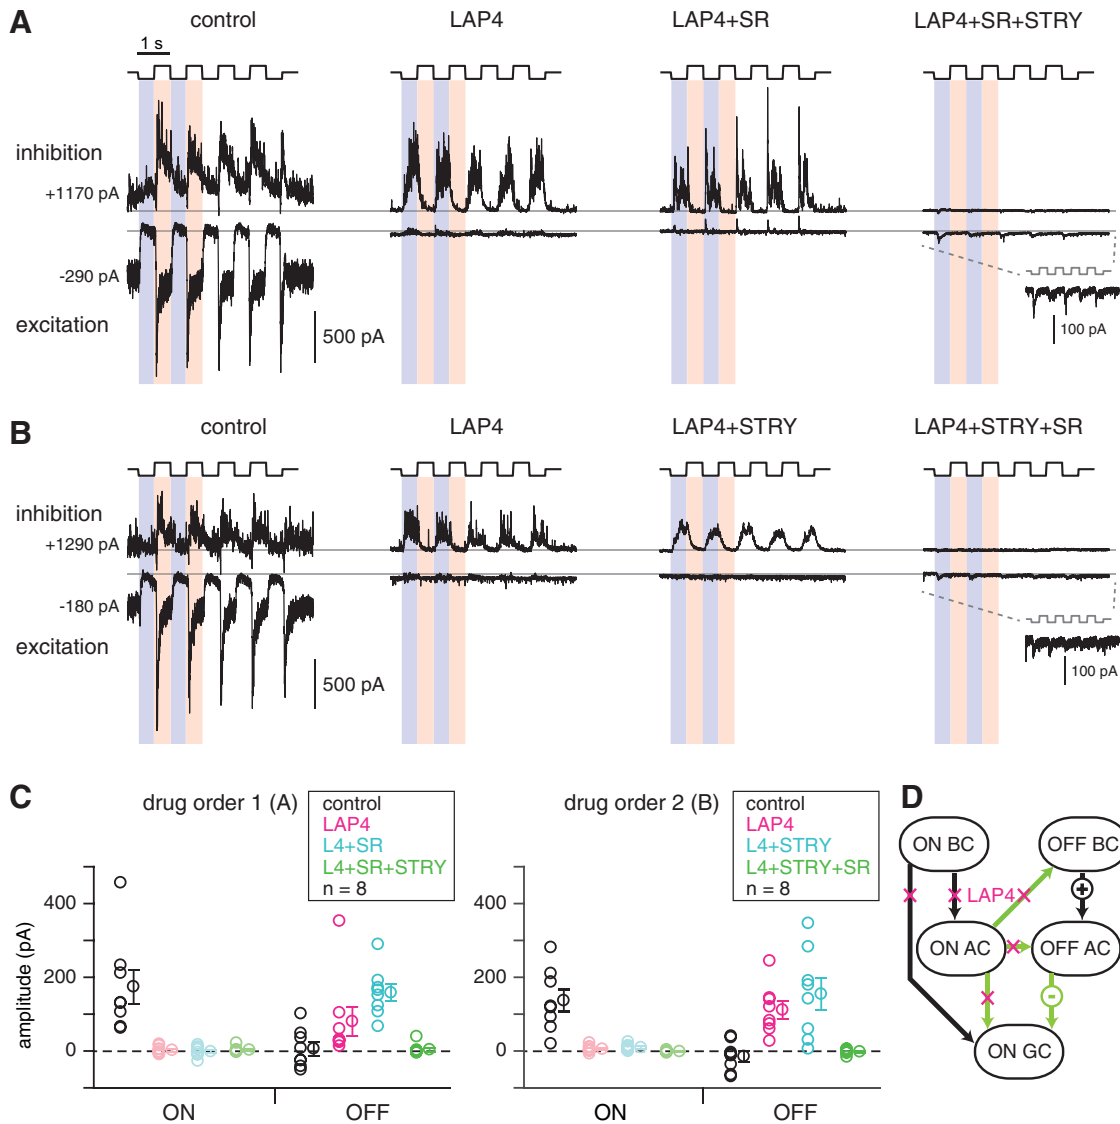 A
control
LAP4
LAP4+SR
LAP4+SR+STRY
1 s
inhibition
+1170 pA
-290 pA
excitation
500 pA
100 pA
B
control
LAP4
LAP4+STRY
LAP4+STRY+SR
inhibition
+1290 pA
-180 pA
excitation
500 pA
100 pA
C
drug order 1 (A)
control
LAP4
L4+SR
L4+SR+STRY
n = 8
amplitude (pA)
400
200
0
ON
OFF
drug order 2 (B)
control
LAP4
L4+STRY
L4+STRY+SR
n = 8
400
200
0
ON
OFF
D
ON BC
OFF BC
LAP4
+
ON AC
OFF AC
-
ON GC